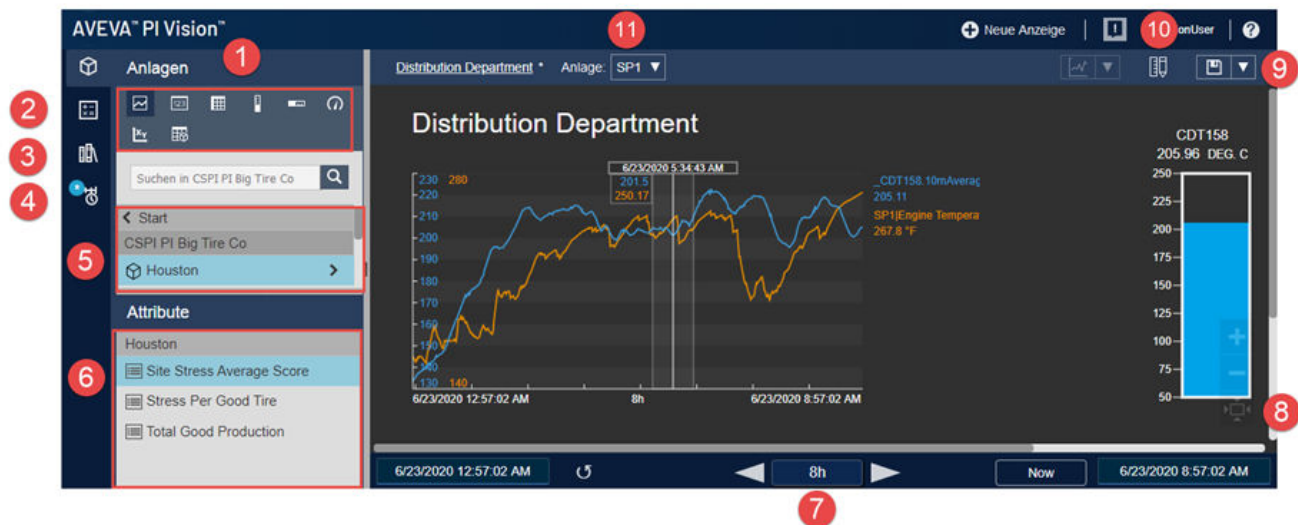 AVEVA™ PI Vision™
11
Neue Anzeige
10
onUser
1
Anlagen
Distribution Department * Anlage: SP1
9
2
3
4
Suchen in CSPI PI Big Tire Co
Start
CSPI PI Big Tire Co
5
Houston
Attribute
Houston
6
Site Stress Average Score
Stress Per Good Tire
Total Good Production
Distribution Department
6/23/2020 5:34:43 AM
201.5
250.17
230 280
220
210
200
190
180
170
160
150
140
130 140
6/23/2020 12:57:02 AM 8h 6/23/2020 8:57:02 AM
_CDT158.10mAverag
205.11
SP1|Engine Tempera
267.8 °F
CDT158
205.96 DEG. C
250
225
200
175
150
125
100
75
50
8
6/23/2020 12:57:02 AM 8h Now 6/23/2020 8:57:02 AM
7